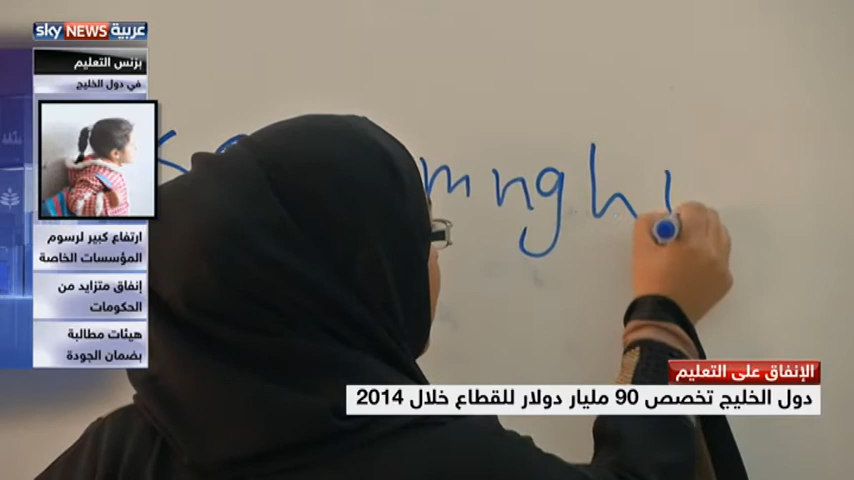 sky NEWS عربية
بزنس التعليم
في دول الخليج
ارتفاع كبير لرسوم
المؤسسات الخاصة
إنفاق متزايد من
الحكومات
هيئات مطالبة
بضمان الجودة
mnghi
الإنفاق على التعليم
دول الخليج تخصص 90 مليار دولار للقطاع خلال 2014